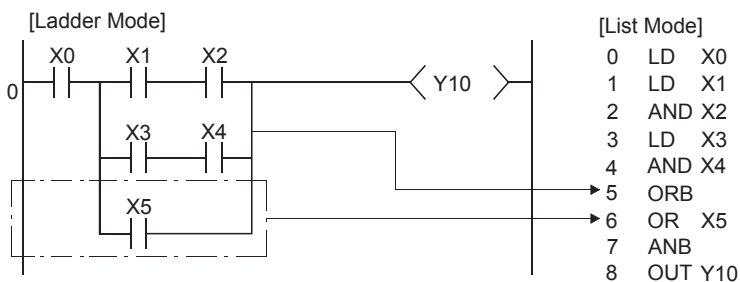 [Ladder Mode]
[List Mode]
X0 X1 X2
0
Y10
X3 X4
X5
0 LD X0
1 LD X1
2 AND X2
3 LD X3
4 AND X4
5 ORB
6 OR X5
7 ANB
8 OUT Y10